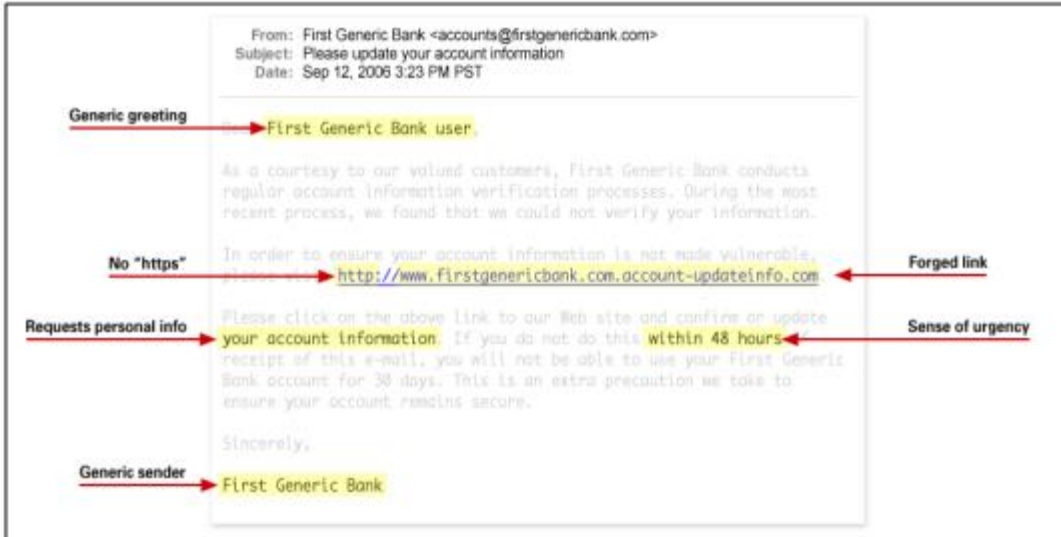 From: First Generic Bank <accounts@firstgenericbank.com>
Subject: Please update your account information
Date: Sep 12, 2006 3:23 PM PST
Generic greeting
First Generic Bank user,
As a courtesy to our valued customers, First Generic Bank conducts
regular account information verification processes. During the most
recent process, we found that we could not verify your information.
In order to ensure your account information is not made vulnerable,
No "https"
please visit http://www.firstgenericbank.com.account-updateinfo.com.
Forged link
Please click on the above link to our Web site and confirm or update
Requests personal info
your account information. If you do not do this within 48 hours of
Sense of urgency
receipt of this e-mail, you will not be able to use your First Generic
Bank account for 30 days. This is an extra precaution we take to
ensure your account remains secure.
Sincerely,
Generic sender
First Generic Bank